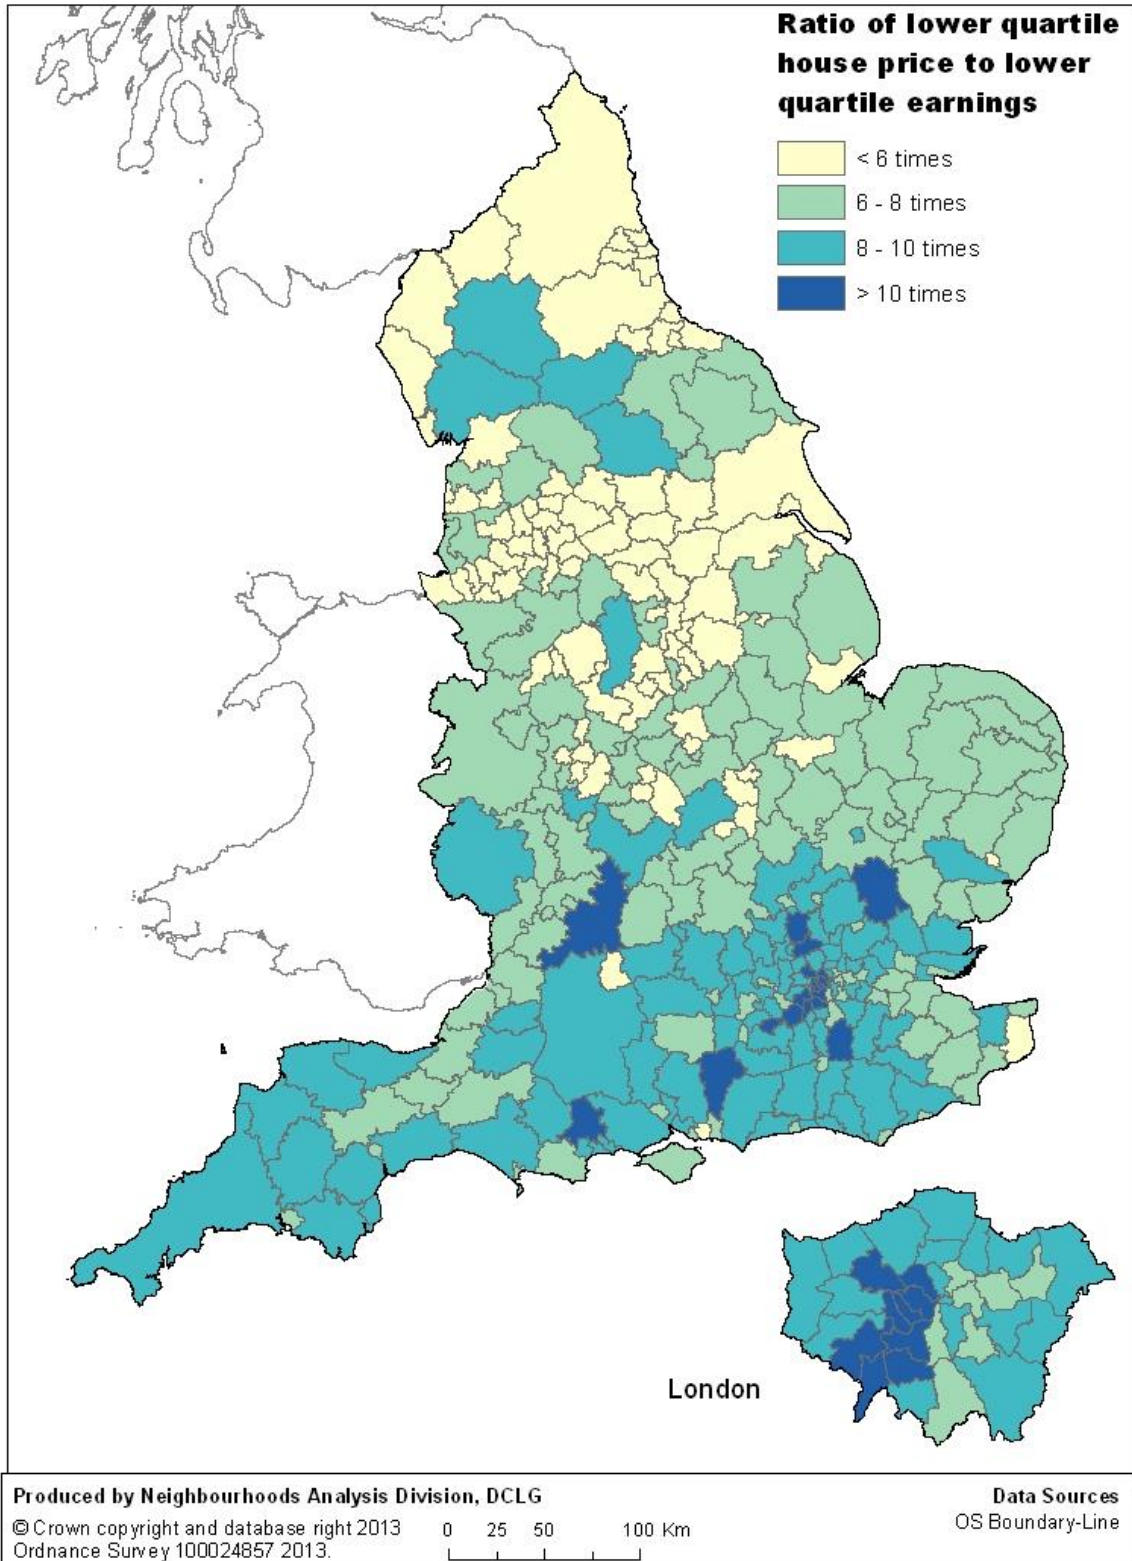 Ratio of lower quartile
house price to lower
quartile earnings
< 6 times
6 - 8 times
8 - 10 times
> 10 times
London
Produced by Neighbourhoods Analysis Division, DCLG
© Crown copyright and database right 2013
Ordnance Survey 100024857 2013.
0 25 50 100 Km
Data Sources
OS Boundary-Line